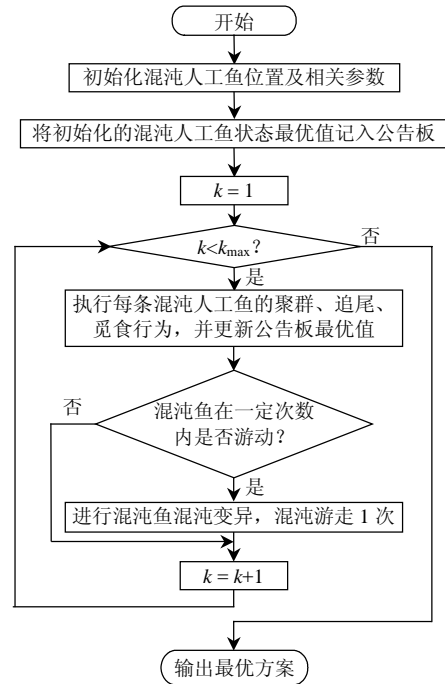 开始
初始化混沌人工鱼位置及相关参数
将初始化的混沌人工鱼状态最优值记入公告板
k = 1
k<kmax?
否
是
执行每条混沌人工鱼的聚群、追尾、
觅食行为，并更新公告板最优值
否
混沌鱼在一定次数
内是否游动？
是
进行混沌鱼混沌变异，混沌游走 1 次
k = k+1
输出最优方案